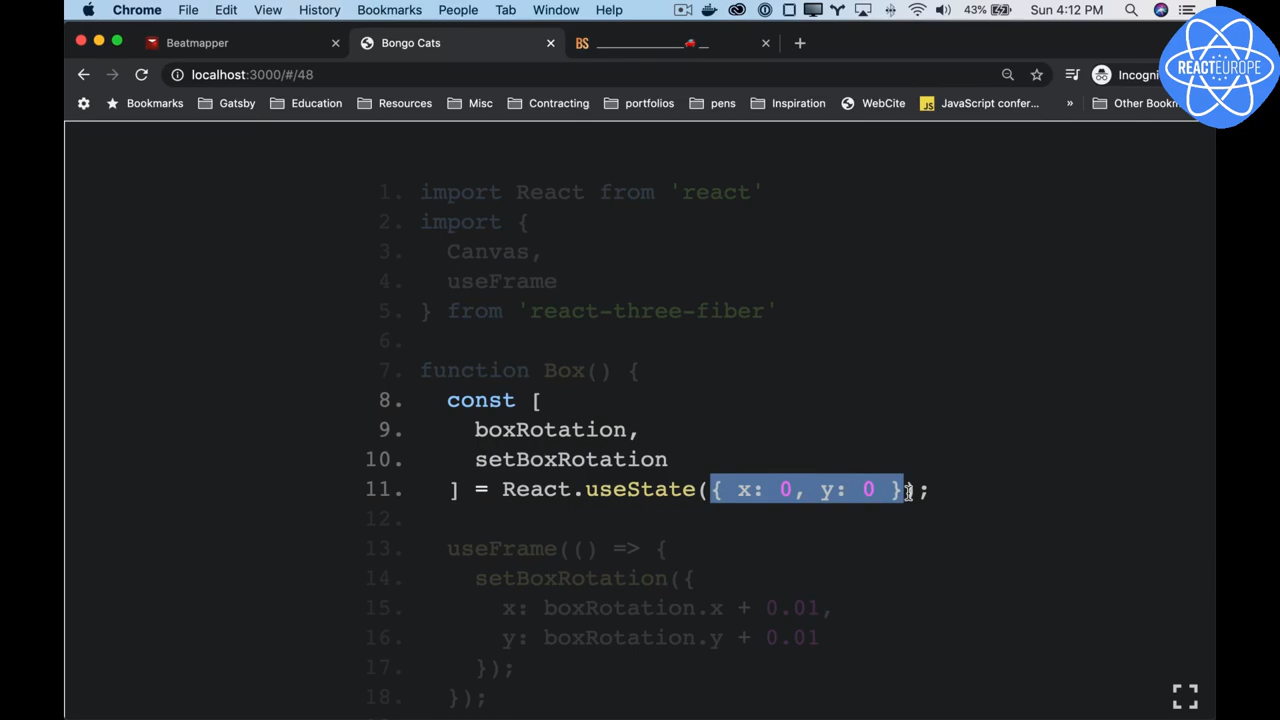 Chrome File Edit View History Bookmarks People Tab Window Help 43% Sun 4:12 PM
REACTEUROPE
Beatmapper Bongo Cats BS ______________🚗 __
localhost:3000/#/48 Incogni
Bookmarks Gatsby Education Resources Misc Contracting portfolios pens Inspiration WebCite JS JavaScript confer... » Other Bookm
1. import React from 'react'
2. import {
3. Canvas,
4. useFrame
5. } from 'react-three-fiber'
6.
7. function Box() {
8. const [
9. boxRotation,
10. setBoxRotation
11. ] = React.useState({ x: 0, y: 0 });
12.
13. useFrame(() => {
14. setBoxRotation({
15. x: boxRotation.x + 0.01,
16. y: boxRotation.y + 0.01
17. });
18. });